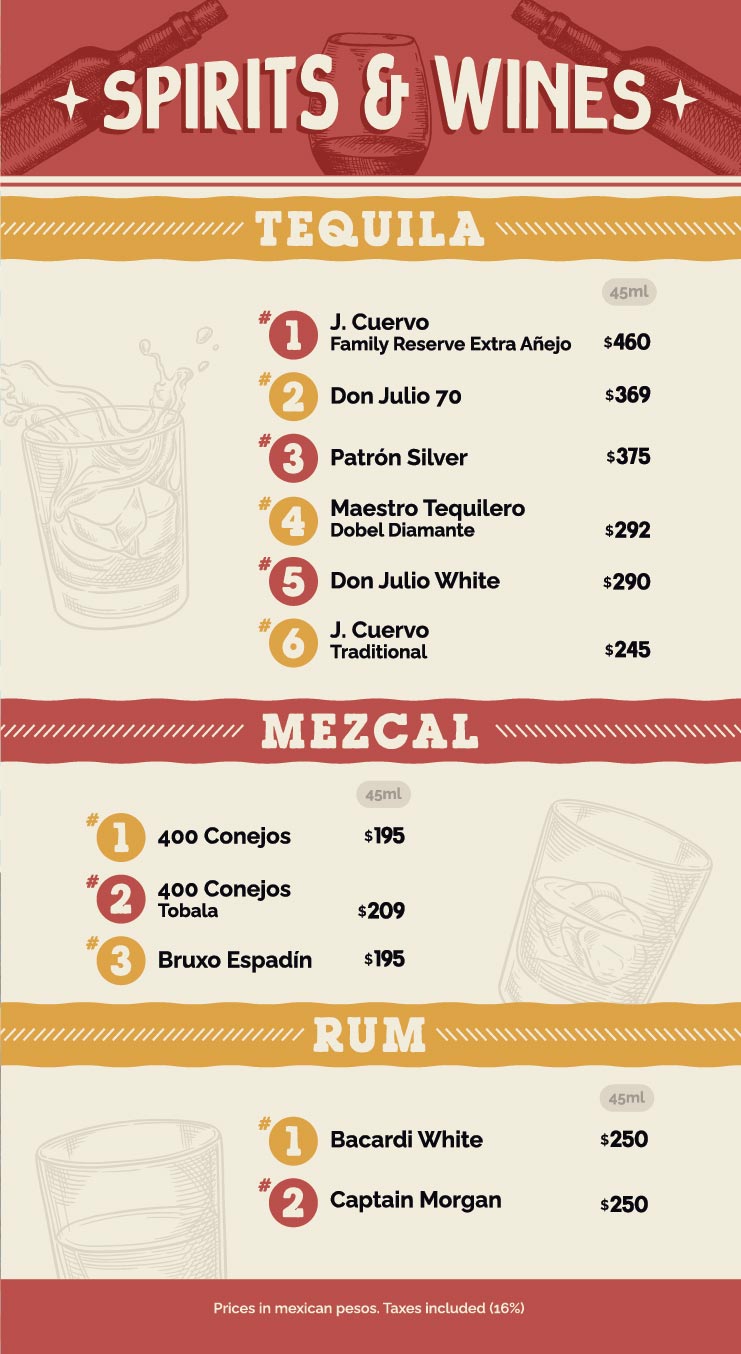 SPIRITS & WINES
TEQUILA
45ml
#1 J. Cuervo
Family Reserve Extra Añejo $460
#2 Don Julio 70 $369
#3 Patrón Silver $375
#4 Maestro Tequilero
Dobel Diamante $292
#5 Don Julio White $290
#6 J. Cuervo
Traditional $245
MEZCAL
45ml
#1 400 Conejos $195
#2 400 Conejos
Tobala $209
#3 Bruxo Espadín $195
RUM
45ml
#1 Bacardi White $250
#2 Captain Morgan $250
Prices in mexican pesos. Taxes included (16%)